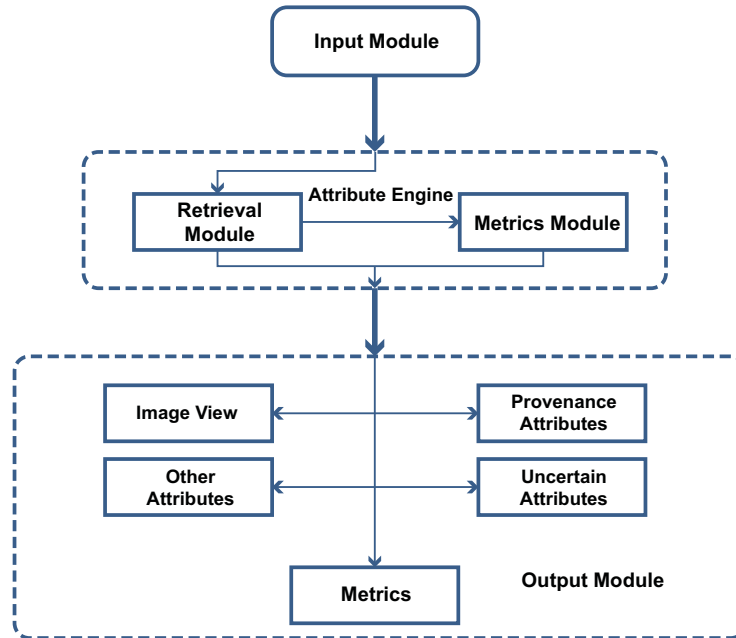 Input Module
Attribute Engine
Retrieval
Module
Metrics Module
Image View
Provenance
Attributes
Other
Attributes
Uncertain
Attributes
Metrics
Output Module